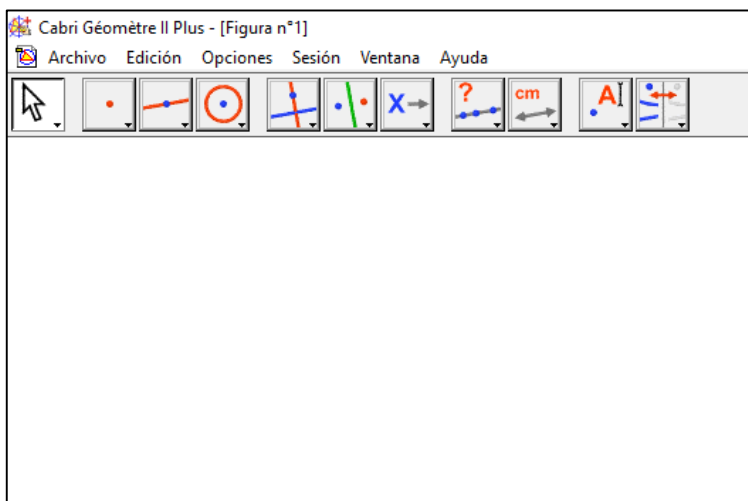 Cabri Géomètre II Plus - [Figura n°1]
Archivo Edición Opciones Sesión Ventana Ayuda
X ? cm A